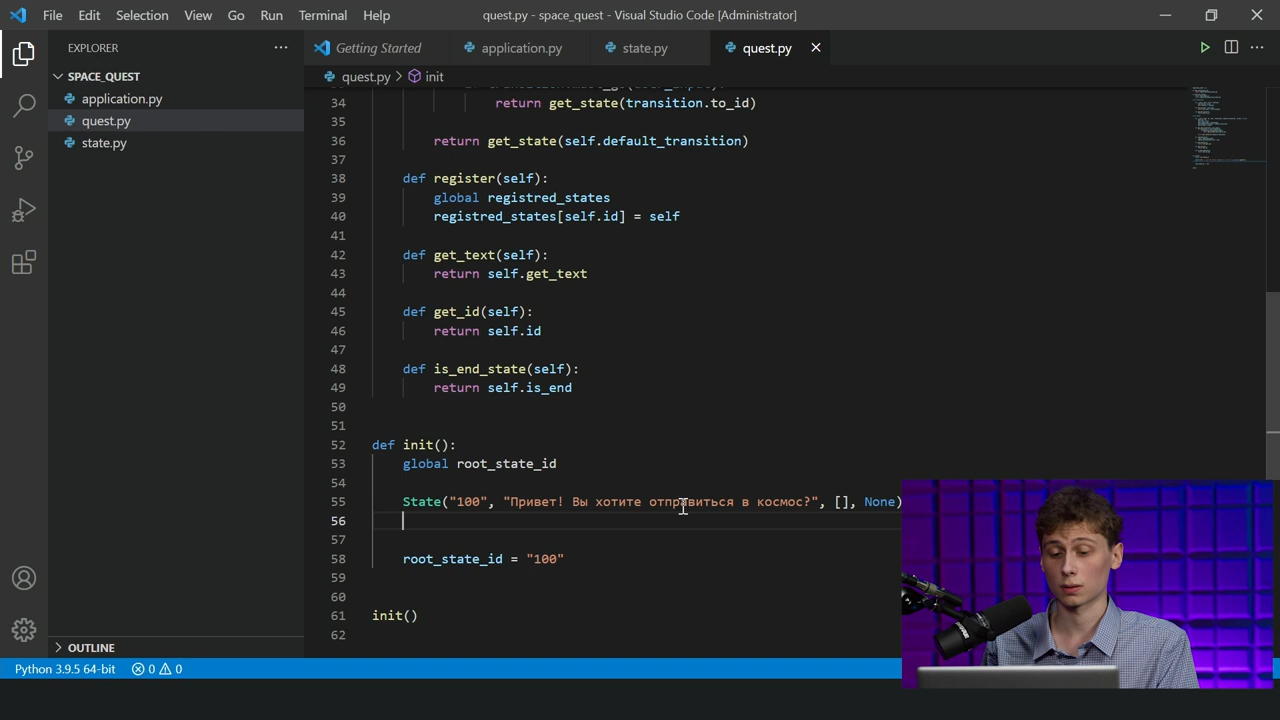 File Edit Selection View Go Run Terminal Help quest.py - space_quest - Visual Studio Code [Administrator]
EXPLORER ···
Getting Started application.py state.py quest.py
SPACE_QUEST
quest.py > init
application.py
quest.py
state.py
34 return get_state(transition.to_id)
35
36 return get_state(self.default_transition)
37
38 def register(self):
39 global registred_states
40 registred_states[self.id] = self
41
42 def get_text(self):
43 return self.get_text
44
45 def get_id(self):
46 return self.id
47
48 def is_end_state(self):
49 return self.is_end
50
51
52 def init():
53 global root_state_id
54
55 State("100", "Привет! Вы хотите отправиться в космос?", [], None)
56
57
58 root_state_id = "100"
59
60
61 init()
62
OUTLINE
Python 3.9.5 64-bit 0 0